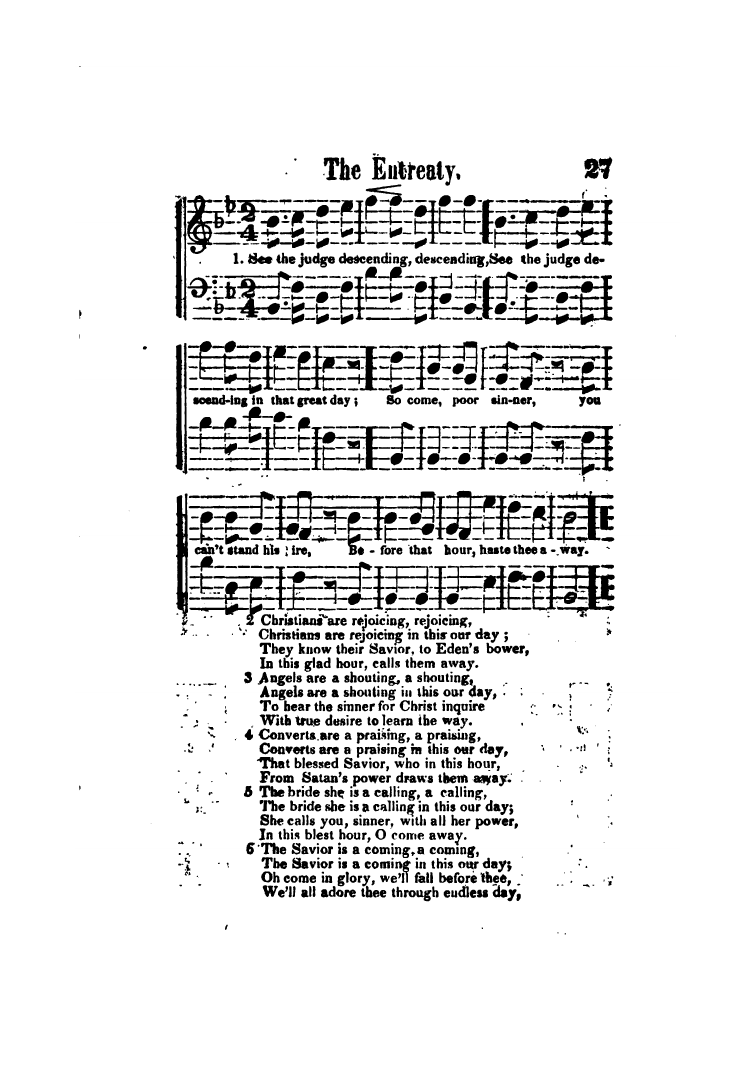 The Entreaty. 27
1. See the judge descending, descending, See the judge de-
scend-ing in that great day; So come, poor sin-ner, you
can't stand his ire, Be - fore that hour, haste thee a - way.
2 Christians are rejoicing, rejoicing,
Christians are rejoicing in this our day ;
They know their Savior, to Eden's bower,
In this glad hour, calls them away.
3 Angels are a shouting, a shouting,
Angels are a shouting in this our day,
To hear the sinner for Christ inquire
With true desire to learn the way.
4 Converts are a praising, a praising,
Converts are a praising in this our day,
That blessed Savior, who in this hour,
From Satan's power draws them away.
5 The bride she is a calling, a calling,
The bride she is a calling in this our day;
She calls you, sinner, with all her power,
In this blest hour, O come away.
6 The Savior is a coming, a coming,
The Savior is a coming in this our day;
Oh come in glory, we'll fall before thee,
We'll all adore thee through endless day,